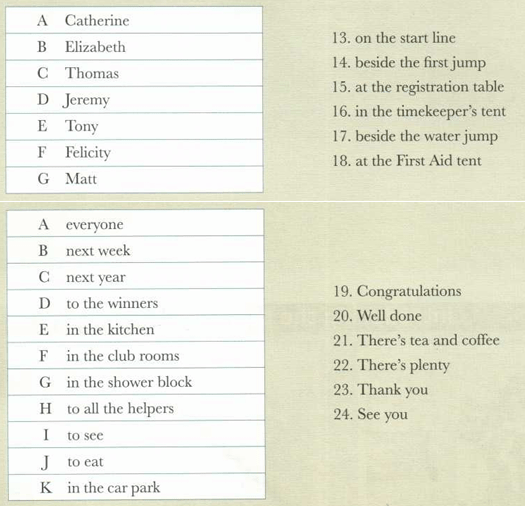 A Catherine
B Elizabeth
C Thomas
D Jeremy
E Tony
F Felicity
G Matt
13. on the start line
14. beside the first jump
15. at the registration table
16. in the timekeeper's tent
17. beside the water jump
18. at the First Aid tent
A everyone
B next week
C next year
D to the winners
E in the kitchen
F in the club rooms
G in the shower block
H to all the helpers
I to see
J to eat
K in the car park
19. Congratulations
20. Well done
21. There's tea and coffee
22. There's plenty
23. Thank you
24. See you